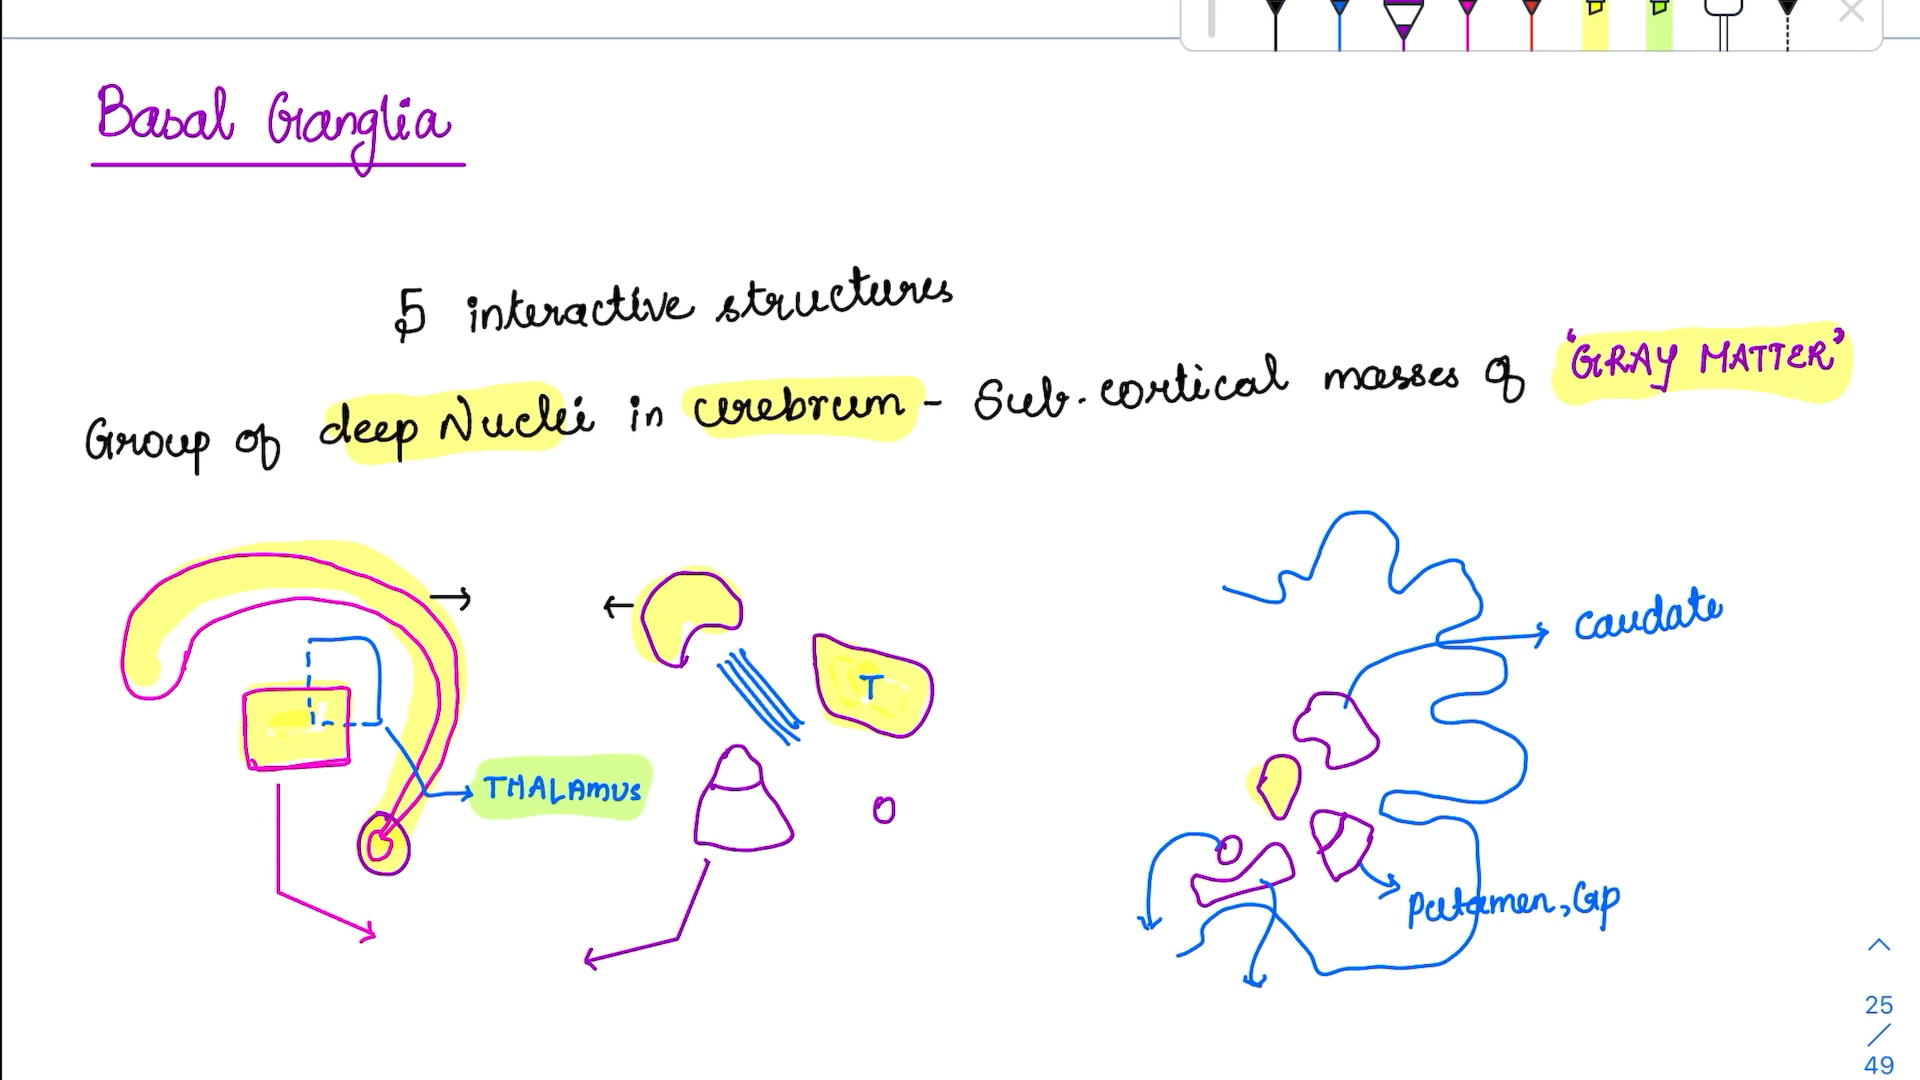 Basal Ganglia
5 interactive structures
Group of deep Nuclei in cerebrum - Sub-cortical masses of 'GRAY MATTER'
caudate
T
THALAMUS
Putamen, Gp
25
/
49